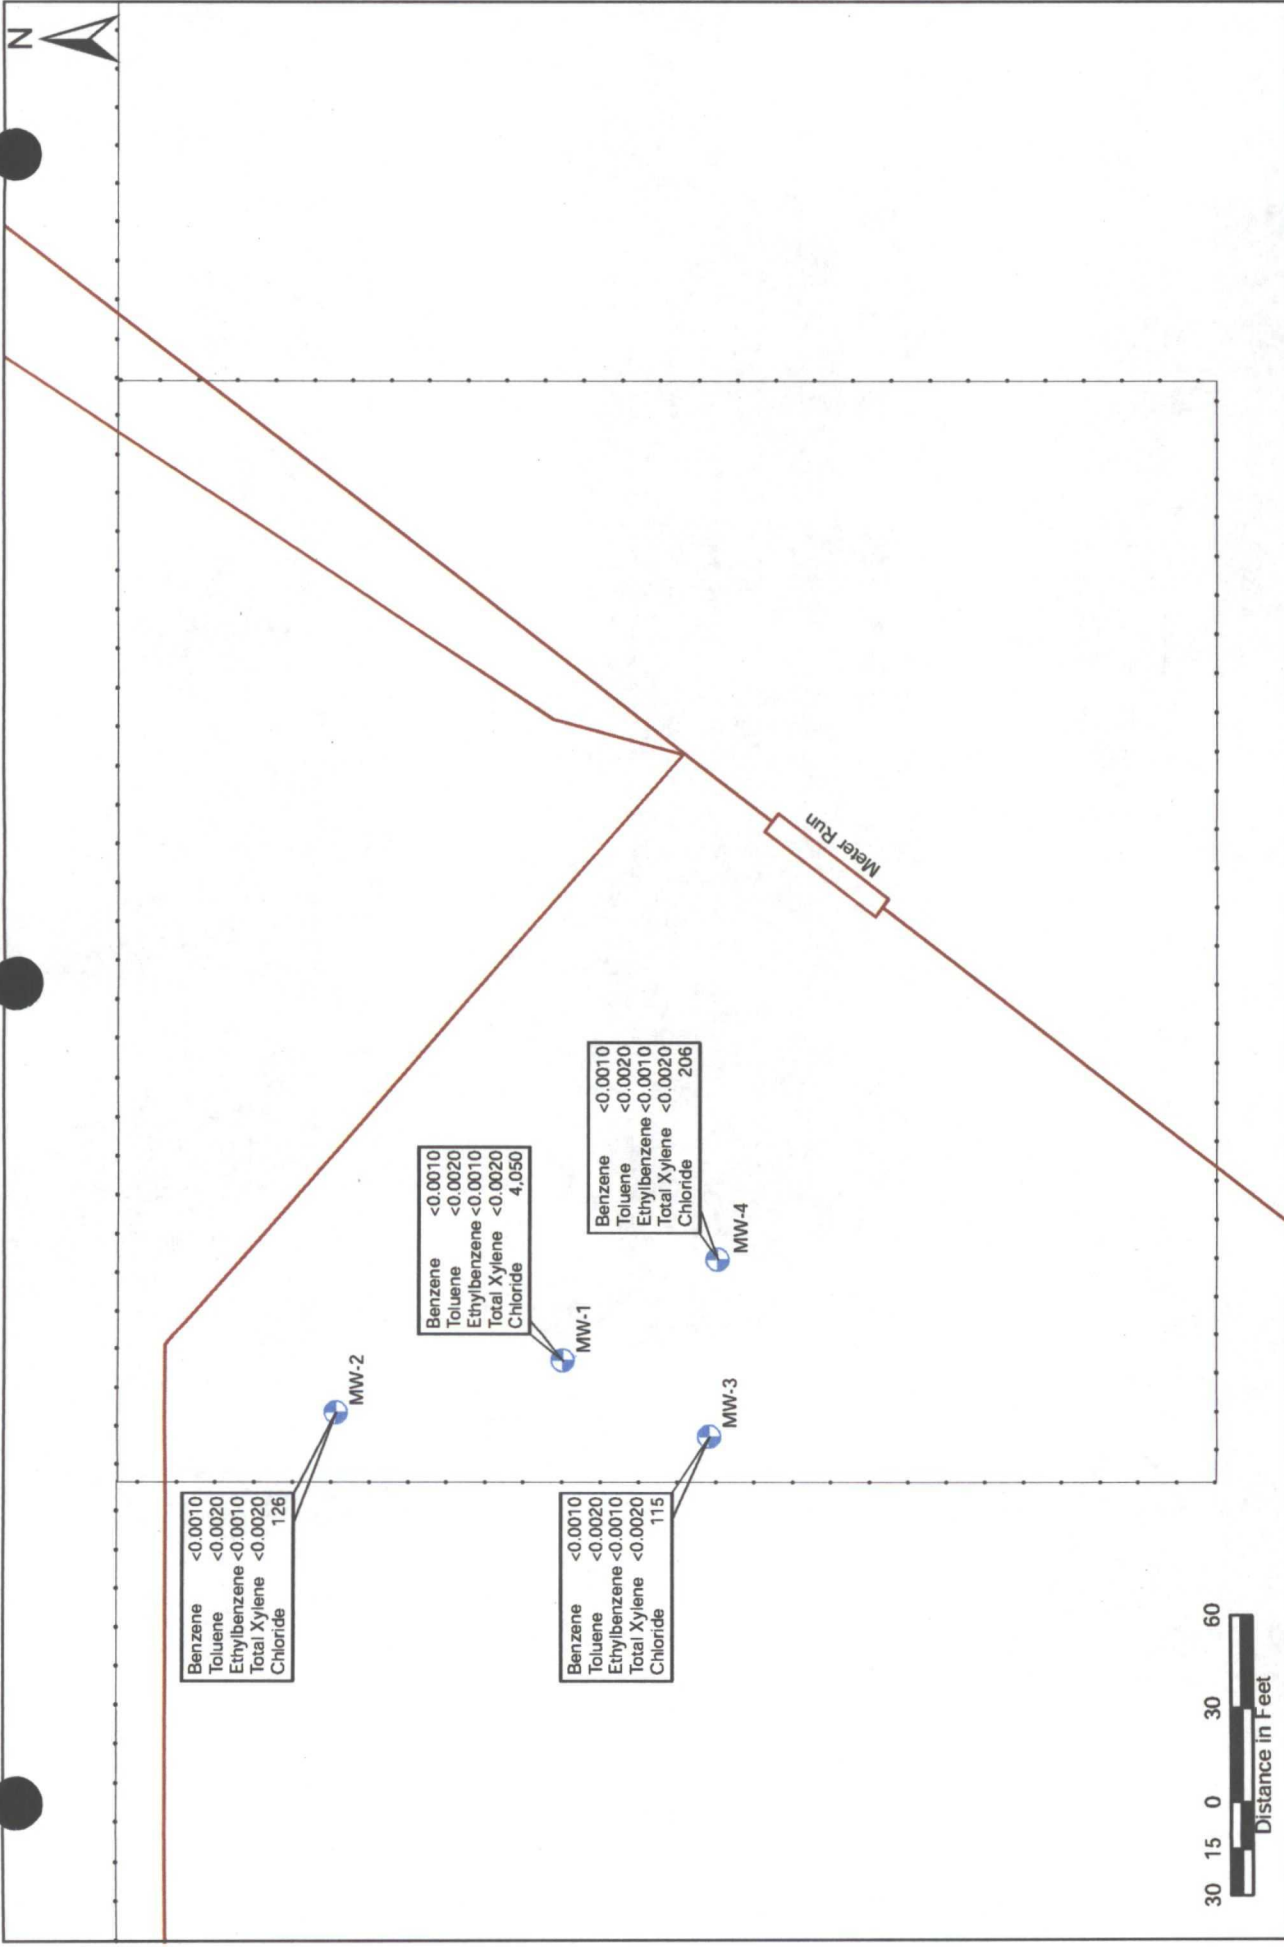 N
Meter Run
Benzene <0.0010
Toluene <0.0020
Ethylbenzene <0.0010
Total Xylene <0.0020
Chloride 126
MW-2
Benzene <0.0010
Toluene <0.0020
Ethylbenzene <0.0010
Total Xylene <0.0020
Chloride 4,050
MW-1
Benzene <0.0010
Toluene <0.0020
Ethylbenzene <0.0010
Total Xylene <0.0020
Chloride 206
MW-4
Benzene <0.0010
Toluene <0.0020
Ethylbenzene <0.0010
Total Xylene <0.0020
Chloride 115
MW-3
30 15 0 30 60
Distance in Feet